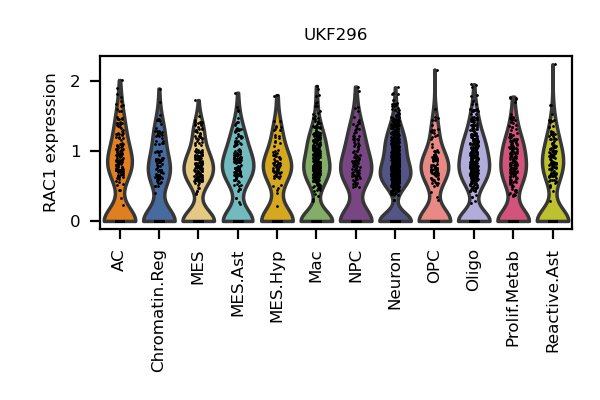 UKF296
RAC1 expression
2
1
0
AC
Chromatin.Reg
MES
MES.Ast
MES.Hyp
Mac
NPC
Neuron
OPC
Oligo
Prolif.Metab
Reactive.Ast